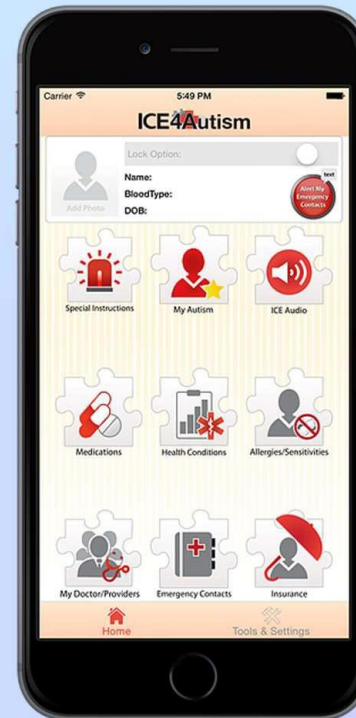 Carrier 5:49 PM
ICE4Autism
Lock Option:
Add Photo
Name:
BloodType:
DOB:
text
Alert My
Emergency
Contacts
Special Instructions My Autism ICE Audio
Medications Health Conditions Allergies/Sensitivities
My Doctor/Providers Emergency Contacts Insurance
Home Tools & Settings